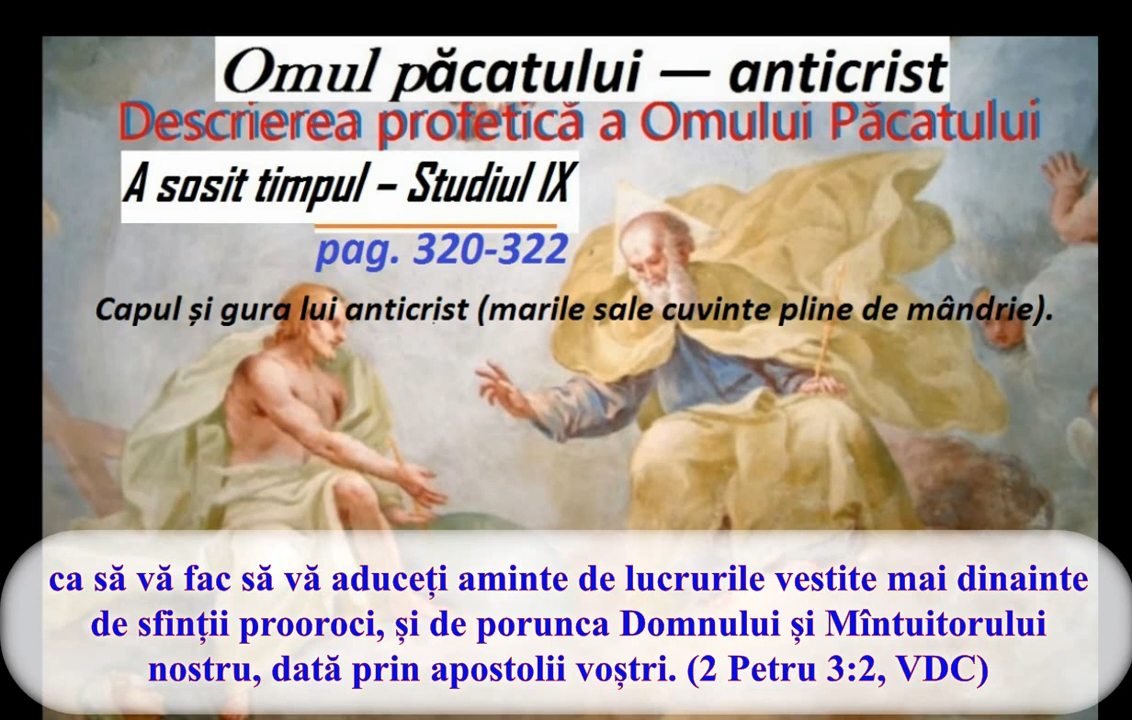 Omul păcatului — anticrist
Descrierea profetică a Omului Păcatului
A sosit timpul – Studiul IX
pag. 320-322
Capul și gura lui anticrist (marile sale cuvinte pline de mândrie).
ca să vă fac să vă aduceți aminte de lucrurile vestite mai dinainte
de sfinții prooroci, și de porunca Domnului și Mîntuitorului
nostru, dată prin apostolii voștri. (2 Petru 3:2, VDC)